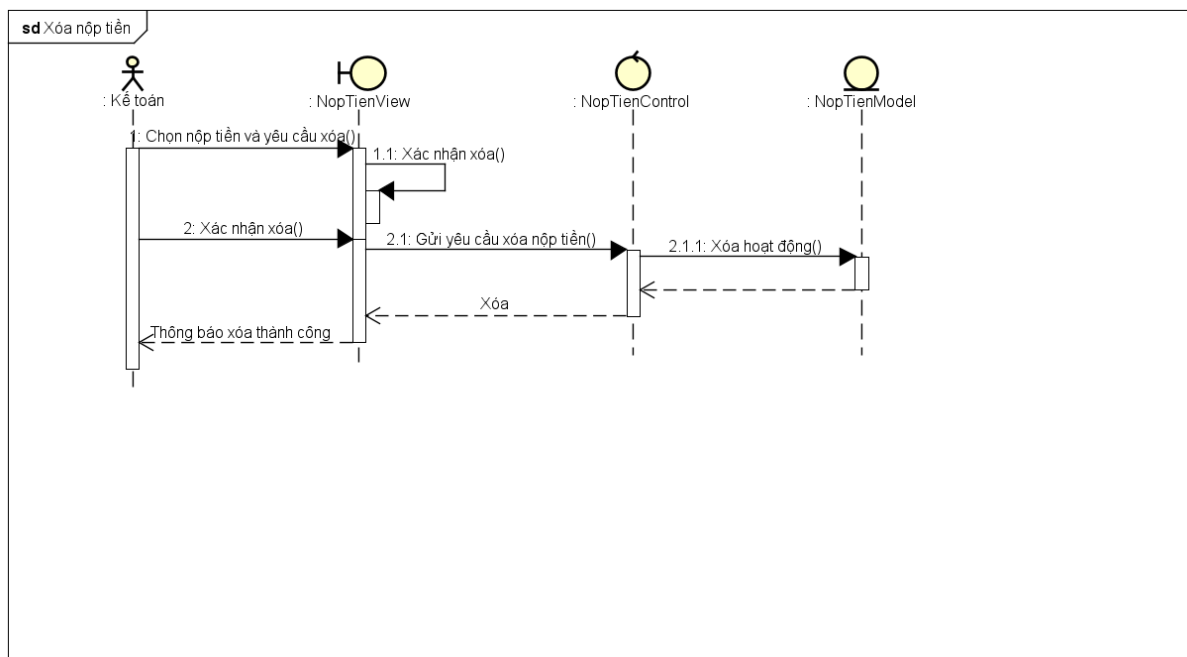 sd Xóa nộp tiền
: Kế toán
: NopTienView
: NopTienControl
: NopTienModel
1: Chọn nộp tiền và yêu cầu xóa()
1.1: Xác nhận xóa()
2: Xác nhận xóa()
2.1: Gửi yêu cầu xóa nộp tiền()
2.1.1: Xóa hoạt động()
Xóa
Thông báo xóa thành công